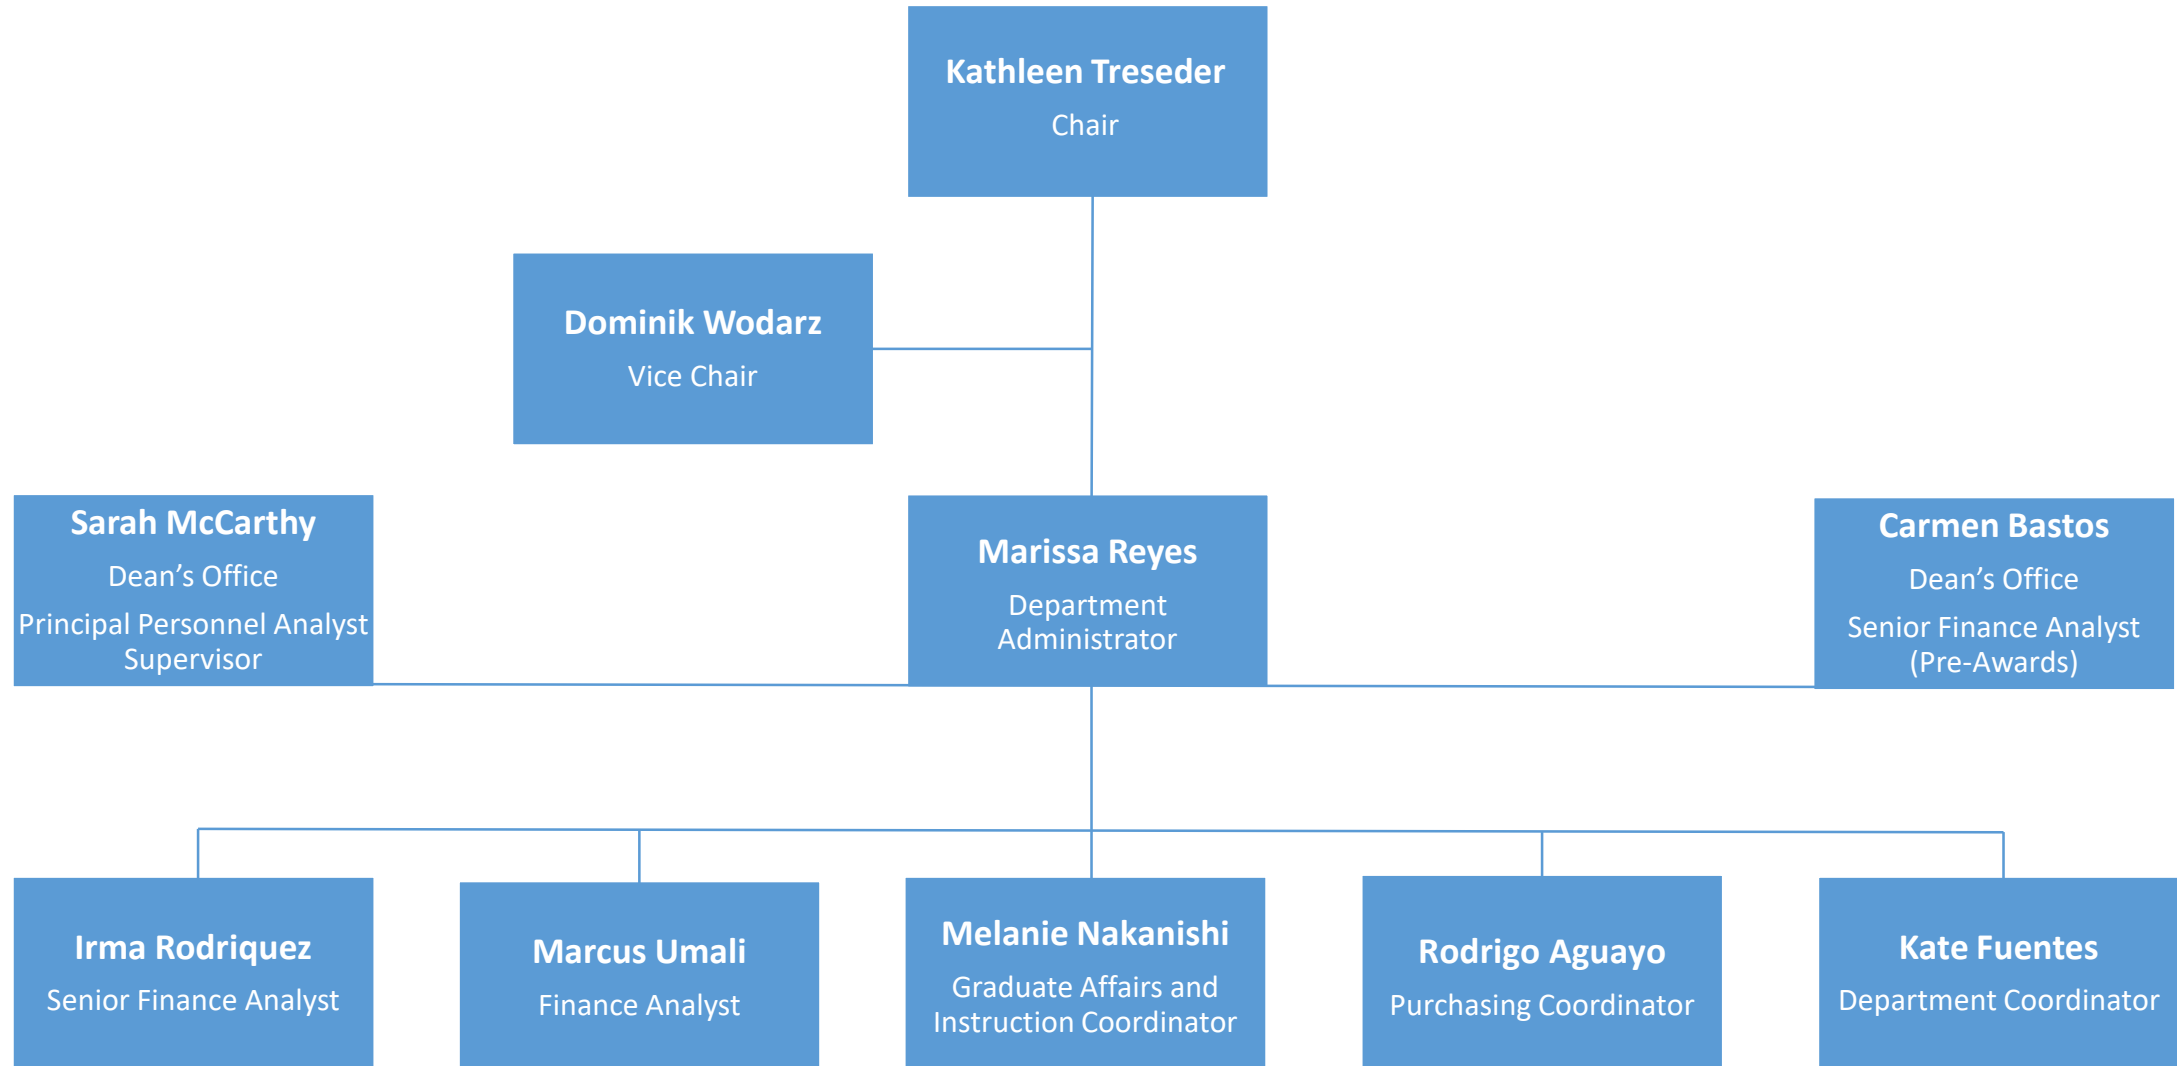 Kathleen Treseder
Chair
Dominik Wodarz
Vice Chair
Sarah McCarthy
Dean’s Office
Principal Personnel Analyst
Supervisor
Marissa Reyes
Department
Administrator
Carmen Bastos
Dean’s Office
Senior Finance Analyst
(Pre-Awards)
Irma Rodriquez
Senior Finance Analyst
Marcus Umali
Finance Analyst
Melanie Nakanishi
Graduate Affairs and
Instruction Coordinator
Rodrigo Aguayo
Purchasing Coordinator
Kate Fuentes
Department Coordinator